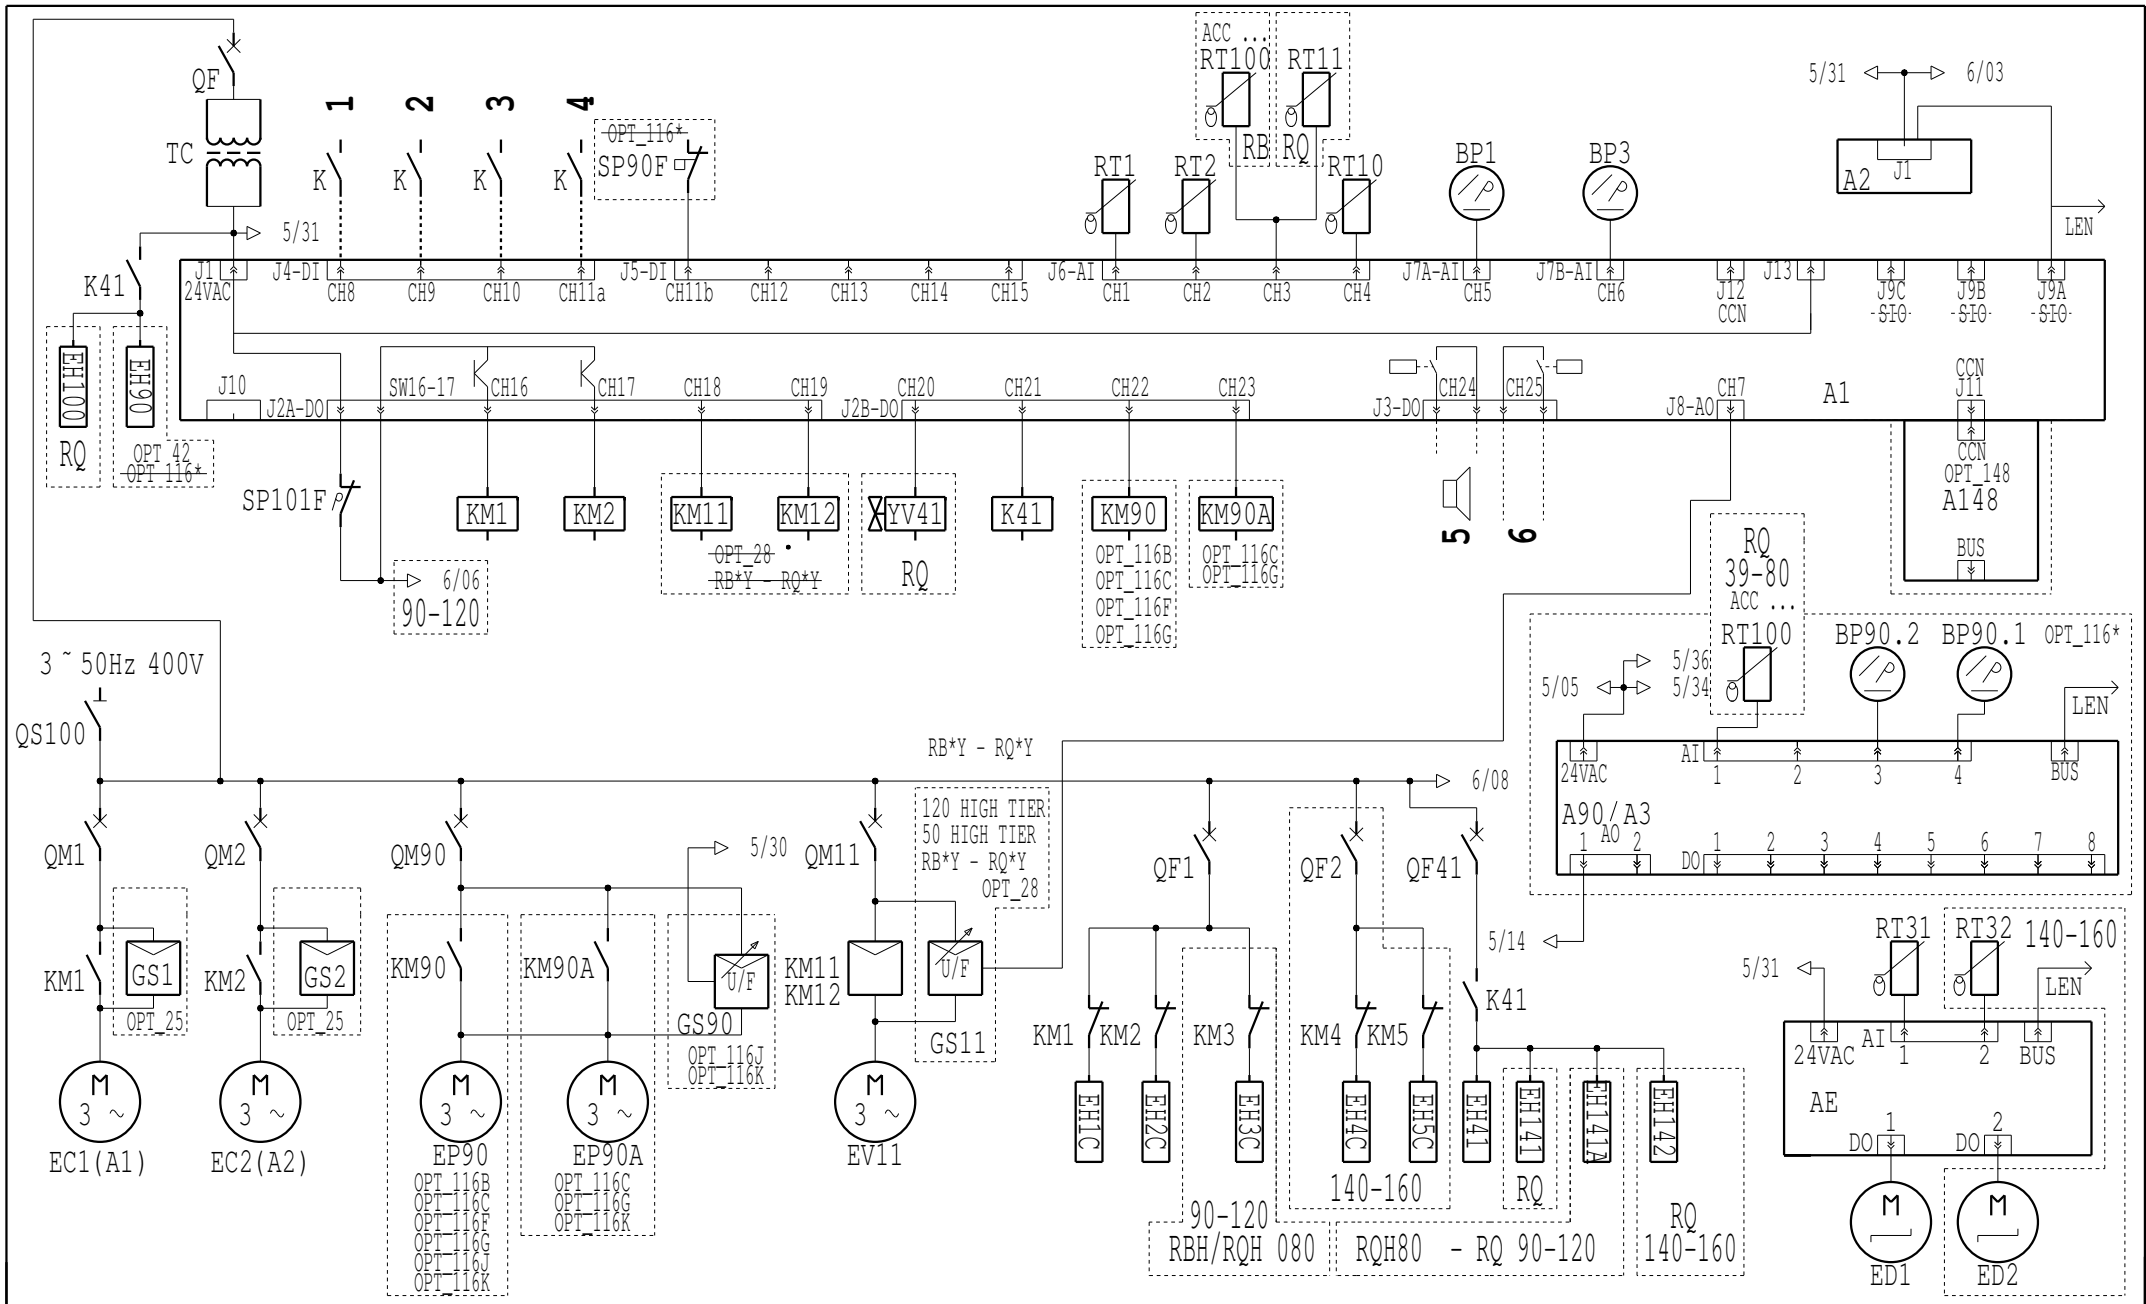 ACC ...
RT100
RT11
5/31
6/03
QF
1
2
3
4
OPT_116*
SP90F
RB
RQ
TC
K
K
K
K
RT1
RT2
RT10
BP1
BP3
A2
J1
LEN
5/31
K41
J1
24VAC
J4-DI
CH8
CH9
CH10
CH11a
J5-DI
CH11b
CH12
CH13
CH14
CH15
J6-AI
CH1
CH2
CH3
CH4
J7A-AI
CH5
J7B-AI
CH6
J12
CCN
J13
J9C
-SIO-
J9B
-SIO-
J9A
-SIO-
EH100
RQ
EH90
OPT 42
OPT 116*
J10
J2A-DO
SW16-17
CH16
CH17
CH18
CH19
J2B-DO
CH20
CH21
CH22
CH23
J3-DO
CH24
CH25
J8-AO
CH7
A1
CCN
J11
CCN
OPT_148
A148
BUS
SP101F
KM1
KM2
KM11
KM12
OPT_28
RB*Y - RQ*Y
YV41
RQ
K41
KM90
OPT_116B
OPT_116C
OPT_116F
OPT_116G
KM90A
OPT_116C
OPT_116G
5
6
6/06
90-120
RQ
39-80
ACC ...
RT100
BP90.2
BP90.1
OPT_116*
5/36
5/05
5/34
LEN
3 ~ 50Hz 400V
QS100
RB*Y - RQ*Y
6/08
24VAC
AI
1
2
3
4
BUS
A90/A3
AO
1
2
DO
1
2
3
4
5
6
7
8
QM1
QM2
QM90
5/30
QM11
120 HIGH TIER
50 HIGH TIER
RB*Y - RQ*Y
OPT_28
QF1
QF2
QF41
5/14
KM1
GS1
OPT_25
KM2
GS2
OPT_25
KM90
KM90A
U/F
GS90
OPT_116J
OPT_116K
KM11
KM12
U/F
GS11
KM1
KM2
KM3
KM4
KM5
K41
RT31
RT32
140-160
5/31
LEN
24VAC
AI
1
2
BUS
AE
DO
1
DO
2
M
3 ~
EC1(A1)
M
3 ~
EC2(A2)
M
3 ~
EP90
OPT_116B
OPT_116C
OPT_116F
OPT_116G
OPT_116J
OPT_116K
M
3 ~
EP90A
OPT_116C
OPT_116G
OPT_116K
M
3 ~
EV11
EH1C
EH2C
EH3C
EH4C
EH5C
EH41
EH141
EH141A
EH142
140-160
RQ
90-120
RBH/RQH 080
RQH80 - RQ 90-120
RQ
140-160
M
ED1
M
ED2